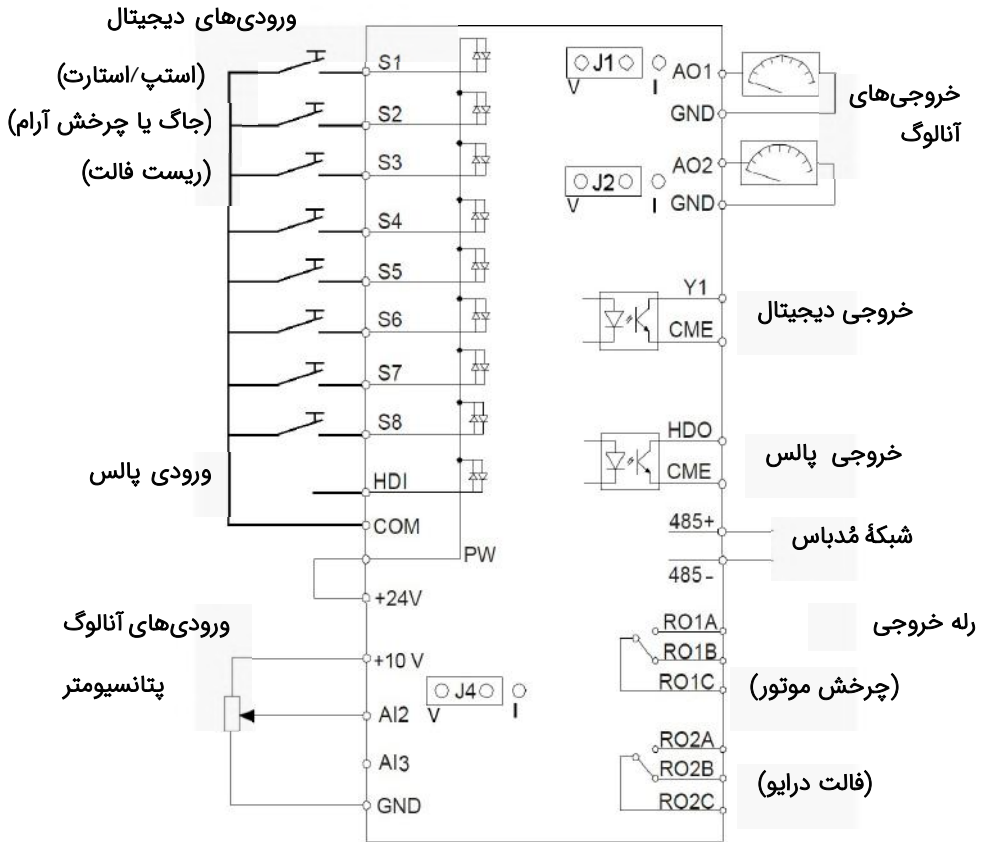 ورودی‌های دیجیتال
(استپ/استارت)
(جاگ یا چرخش آرام)
(ریست فالت)
S1
S2
S3
S4
S5
S6
S7
S8
ورودی پالس
HDI
COM
PW
+24V
ورودی‌های آنالوگ
پتانسیومتر
+10 V
J4
V
I
AI2
AI3
GND
J1
V
I
AO1
GND
خروجی‌های
آنالوگ
J2
V
I
AO2
GND
Y1
CME
خروجی دیجیتال
HDO
CME
خروجی پالس
485+
485-
شبکهٔ مُدباس
رله خروجی
RO1A
RO1B
RO1C
(چرخش موتور)
RO2A
RO2B
RO2C
(فالت درایو)